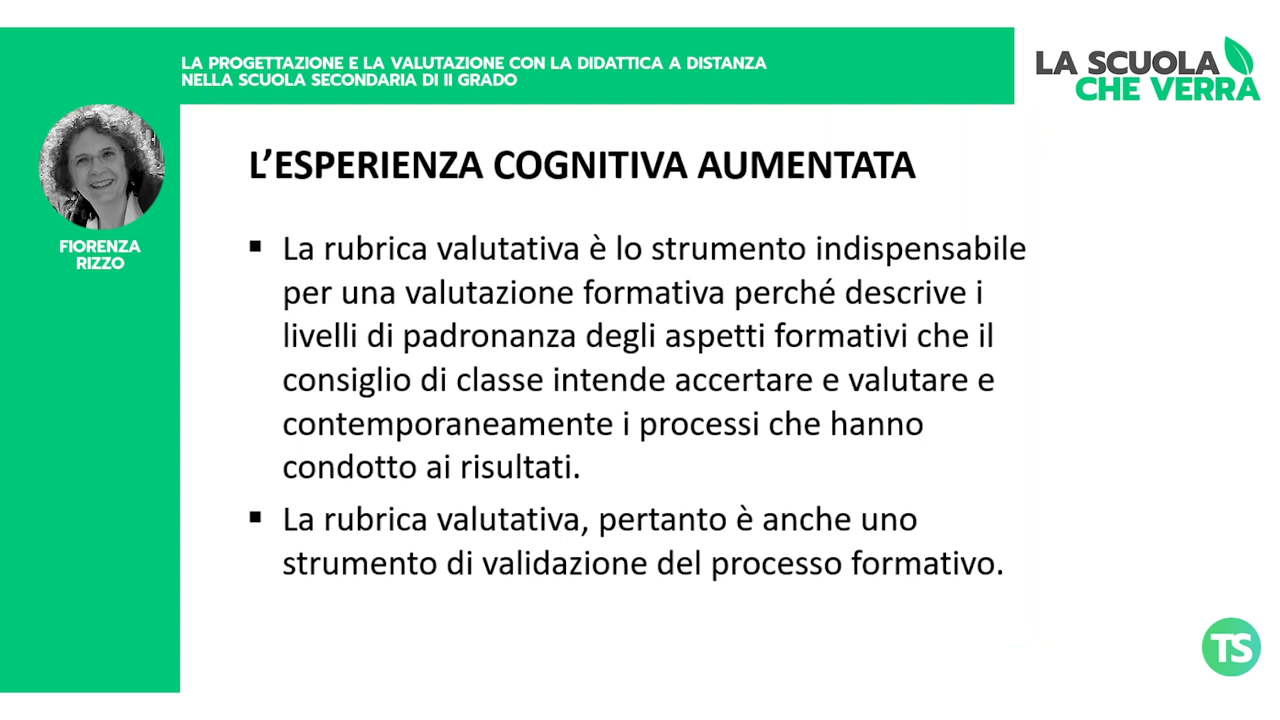 LA PROGETTAZIONE E LA VALUTAZIONE CON LA DIDATTICA A DISTANZA
NELLA SCUOLA SECONDARIA DI II GRADO
LA SCUOLA
CHE VERRA
FIORENZA
RIZZO
L'ESPERIENZA COGNITIVA AUMENTATA
▪ La rubrica valutativa è lo strumento indispensabile
per una valutazione formativa perché descrive i
livelli di padronanza degli aspetti formativi che il
consiglio di classe intende accertare e valutare e
contemporaneamente i processi che hanno
condotto ai risultati.
▪ La rubrica valutativa, pertanto è anche uno
strumento di validazione del processo formativo.
TS